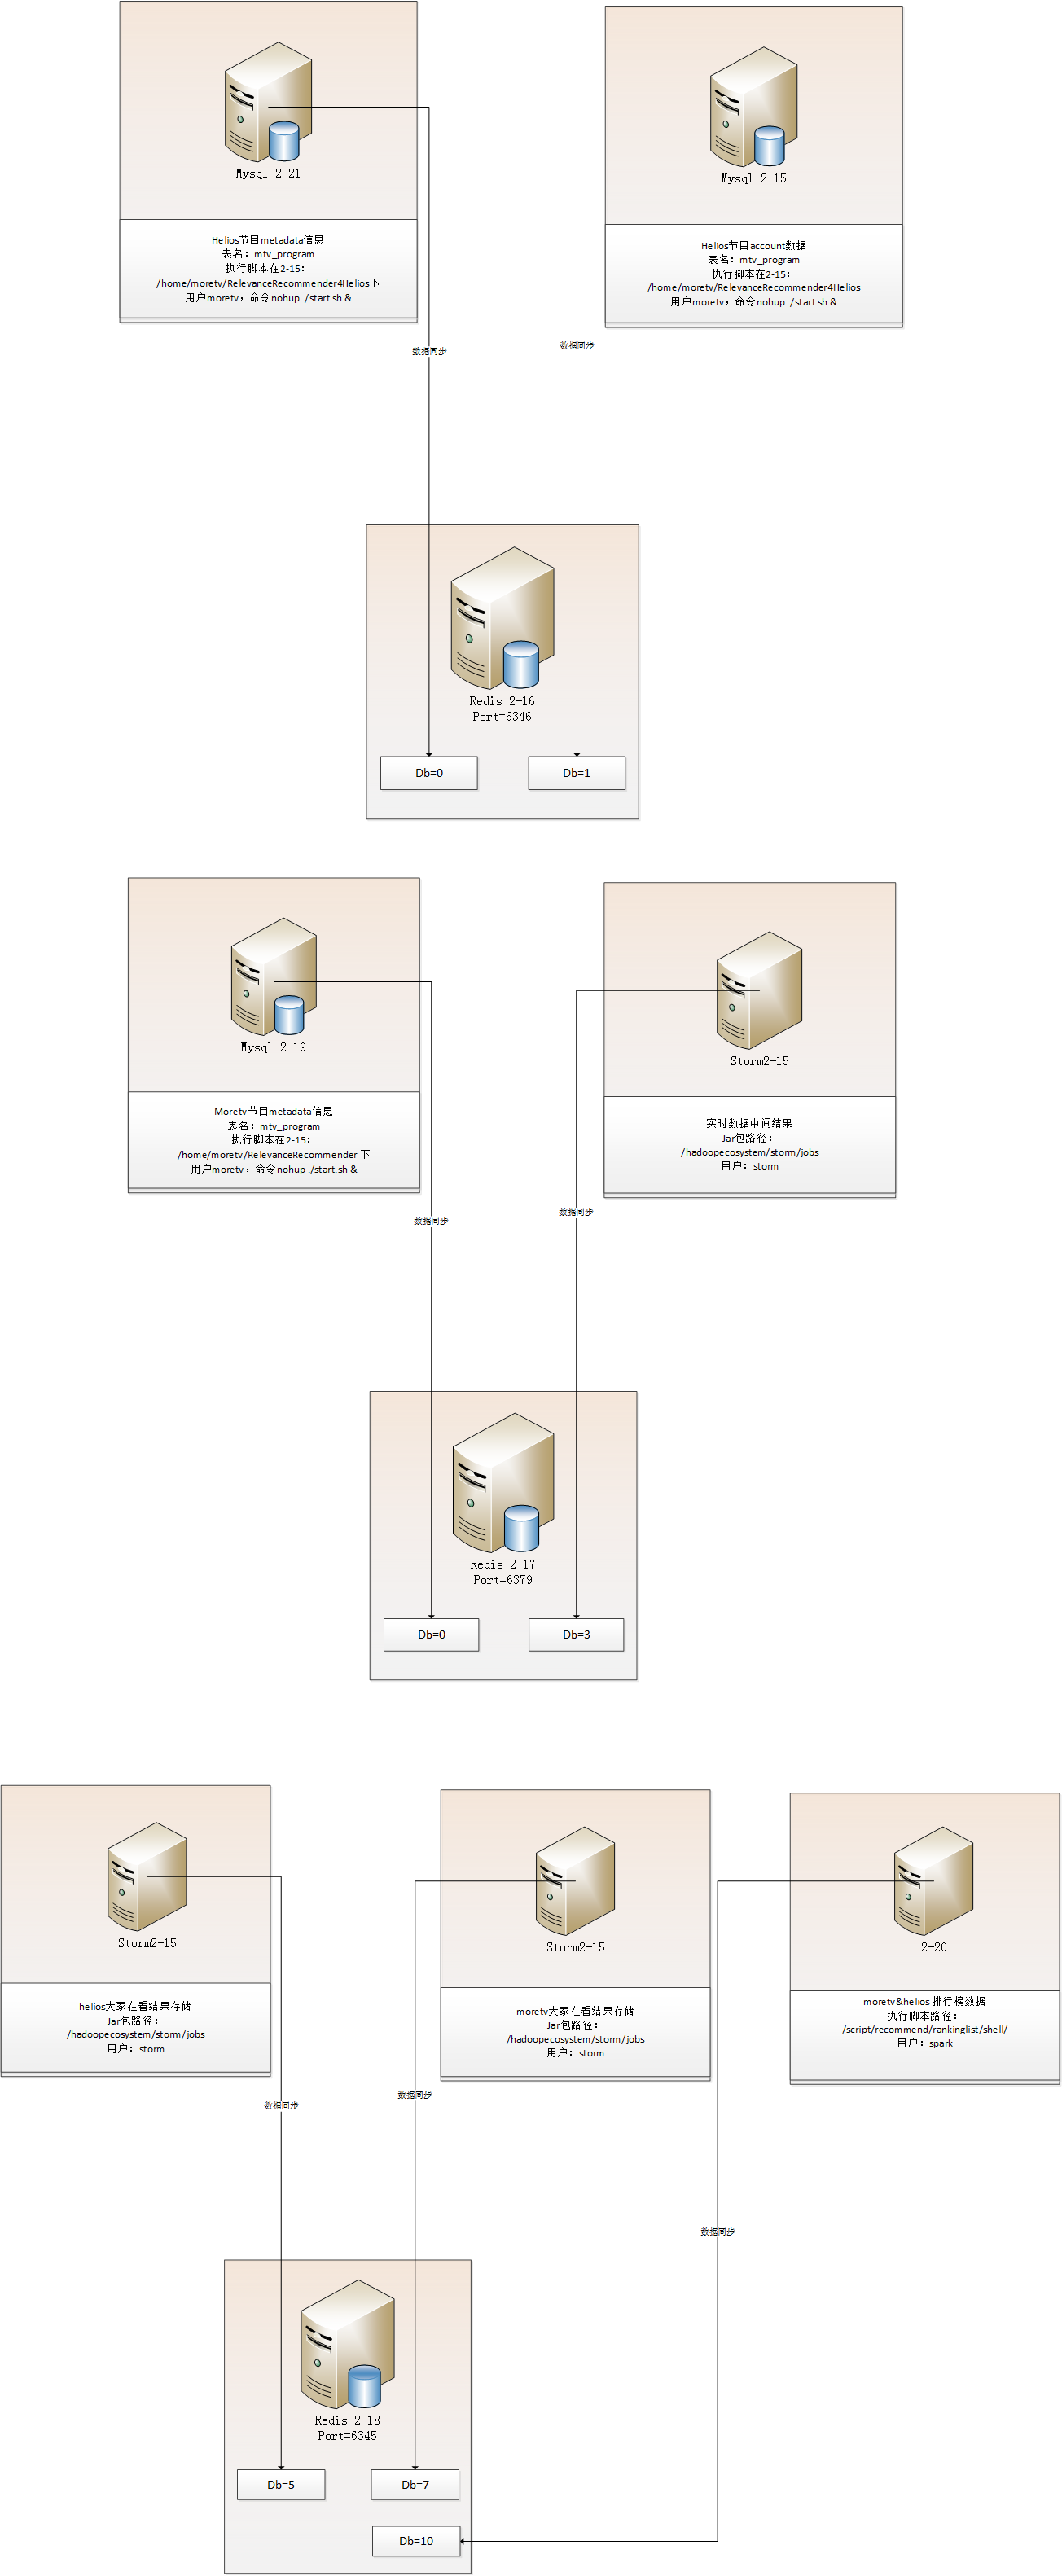 Mysql 2-21
Helios节目metadata信息
表名：mtv_program
执行脚本在2-15：
/home/moretv/RelevanceRecommender4Helios下
用户moretv，命令nohup ./start.sh &
Mysql 2-15
Helios节目account数据
表名：mtv_program
执行脚本在2-15：
/home/moretv/RelevanceRecommender4Helios
用户moretv，命令nohup ./start.sh &
数据同步
数据同步
Redis 2-16
Port=6346
Db=0
Db=1
Mysql 2-19
Moretv节目metadata信息
表名：mtv_program
执行脚本在2-15：
/home/moretv/RelevanceRecommender 下
用户moretv，命令nohup ./start.sh &
Storm2-15
实时数据中间结果
Jar包路径：
/hadoopecosystem/storm/jobs
用户：storm
数据同步
数据同步
Redis 2-17
Port=6379
Db=0
Db=3
Storm2-15
helios大家在看结果存储
Jar包路径：
/hadoopecosystem/storm/jobs
用户：storm
Storm2-15
moretv大家在看结果存储
Jar包路径：
/hadoopecosystem/storm/jobs
用户：storm
2-20
moretv&helios 排行榜数据
执行脚本路径：
/script/recommend/rankinglist/shell/
用户：spark
数据同步
数据同步
数据同步
Redis 2-18
Port=6345
Db=5
Db=7
Db=10